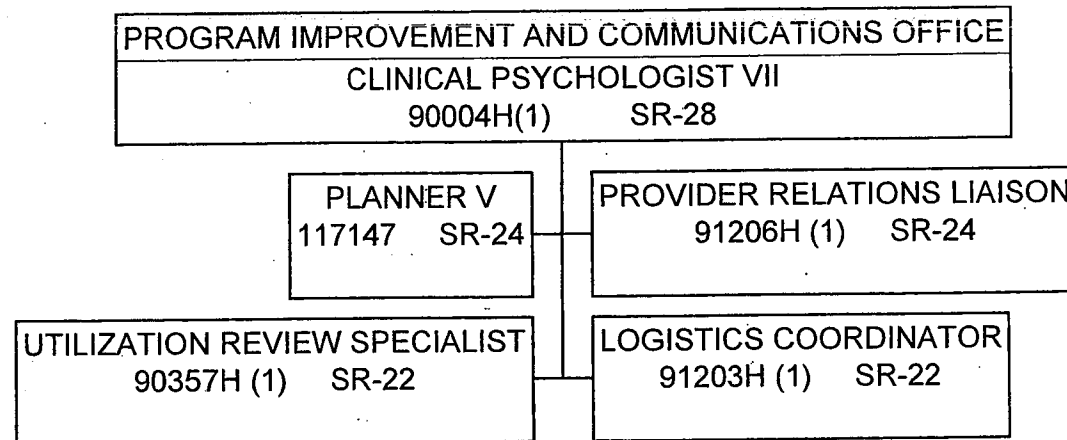 PROGRAM IMPROVEMENT AND COMMUNICATIONS OFFICE
CLINICAL PSYCHOLOGIST VII
90004H(1) SR-28
PLANNER V
117147 SR-24
PROVIDER RELATIONS LIAISON
91206H (1) SR-24
UTILIZATION REVIEW SPECIALIST
90357H (1) SR-22
LOGISTICS COORDINATOR
91203H (1) SR-22